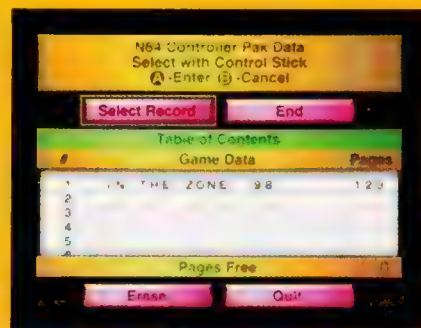 N64 Controller Pak Data
Select with Control Stick
A -Enter B -Cancel
Select Record End
Table of Contents
# Game Data Pages
1 IN THE ZONE 98 123
2
3
4
5
Pages Free 0
Erase Quit